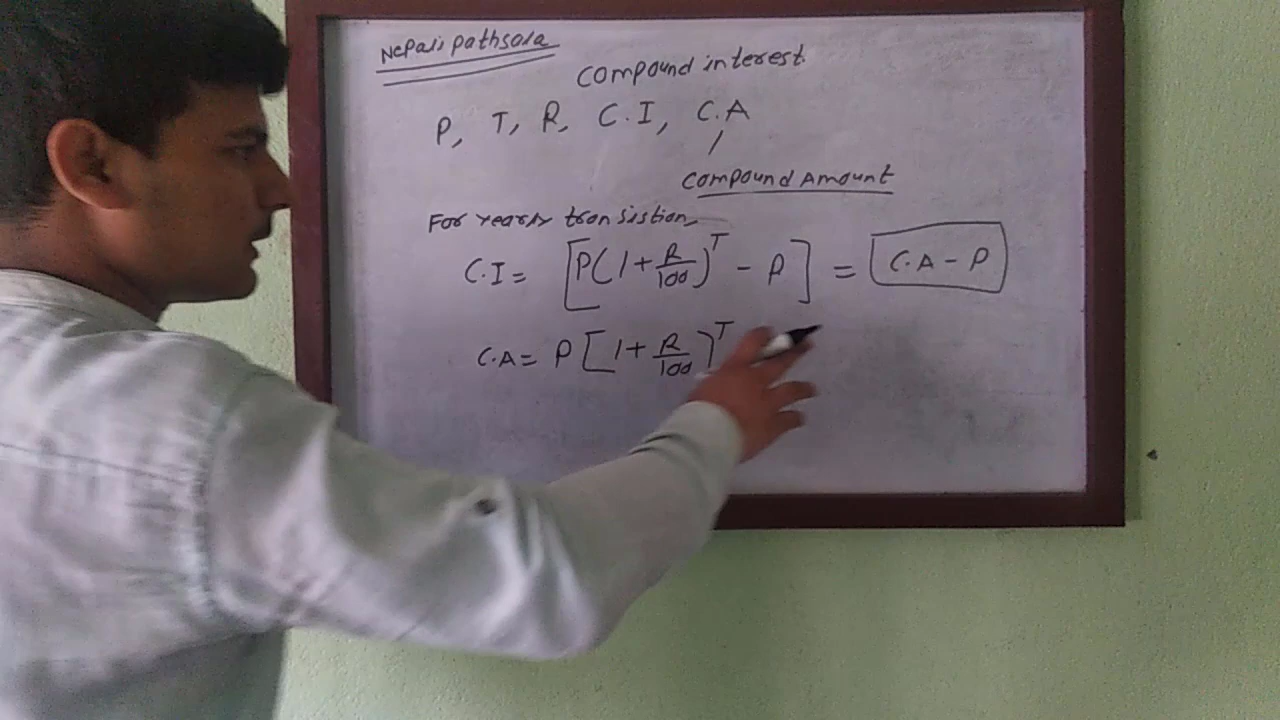 Nepali pathsala
compound interest.
P, T, R, C.I, C.A
compound Amount
For yearly transistion,
C.I = [P(1+R/100)^T - P] = C.A - P
C.A = P[1+R/100)^T